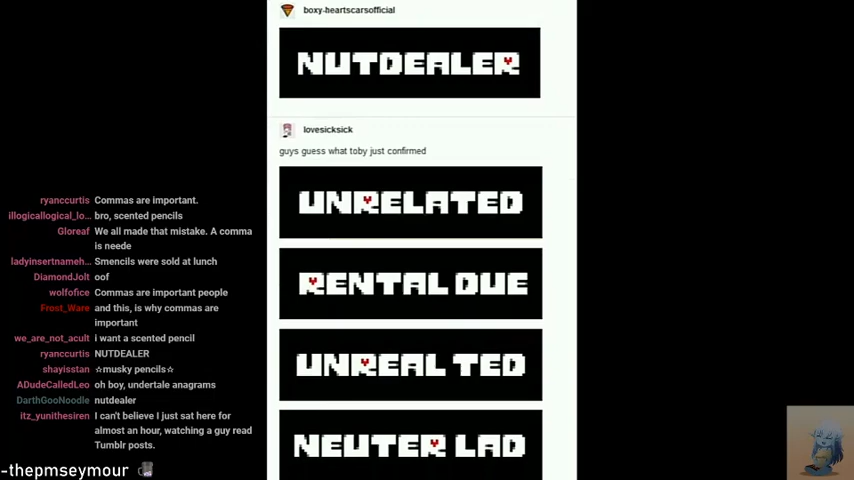 boxy-heartscarsofficial
NUTDEALER
lovesicksick
guys guess what toby just confirmed
UNRELATED
RENTAL DUE
UNREAL TED
NEUTER LAD
ryanccurtis Commas are important.
illogicallogical_lo... bro, scented pencils
Gloreaf We all made that mistake. A comma
is neede
ladyinsertnameh... Smencils were sold at lunch
DiamondJolt oof
wolfofice Commas are important people
Frost_Ware and this, is why commas are
important
we_are_not_acult i want a scented pencil
ryanccurtis NUTDEALER
shayisstan ☆musky pencils☆
ADudeCalledLeo oh boy, undertale anagrams
DarthGooNoodle nutdealer
itz_yunithesiren I can't believe I just sat here for
almost an hour, watching a guy read
Tumblr posts.
-thepmseymour